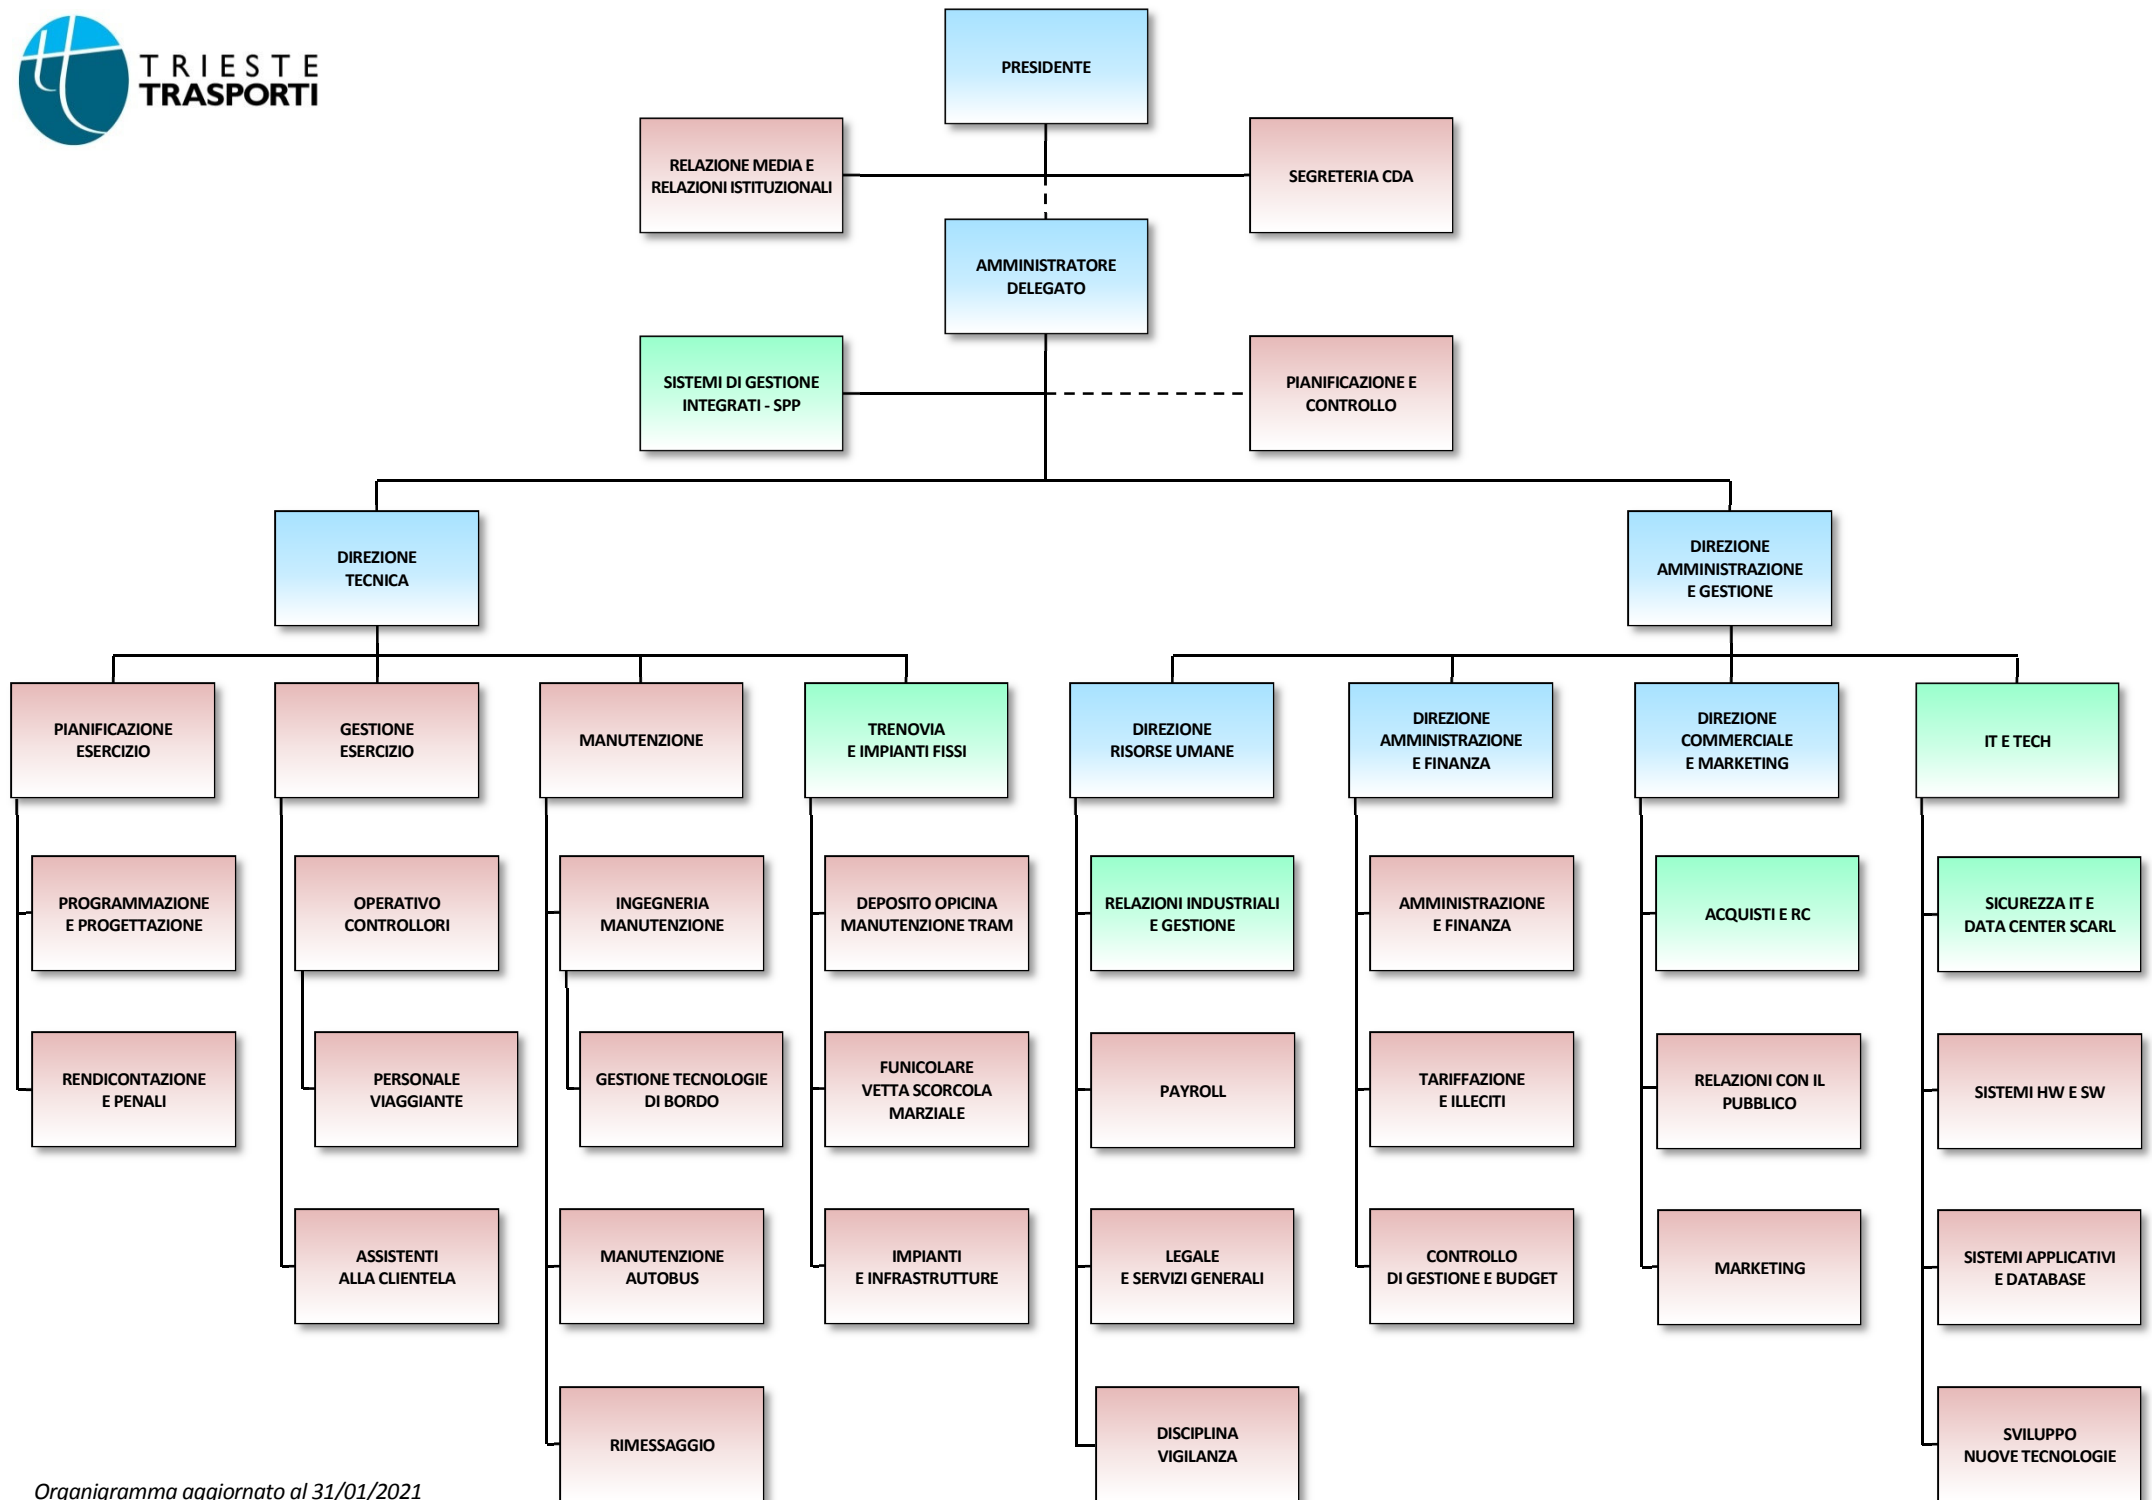 TRIESTE
TRASPORTI
PRESIDENTE
RELAZIONE MEDIA E
RELAZIONI ISTITUZIONALI
SEGRETERIA CDA
AMMINISTRATORE
DELEGATO
SISTEMI DI GESTIONE
INTEGRATI - SPP
PIANIFICAZIONE E
CONTROLLO
DIREZIONE
TECNICA
DIREZIONE
AMMINISTRAZIONE
E GESTIONE
PIANIFICAZIONE
ESERCIZIO
GESTIONE
ESERCIZIO
MANUTENZIONE
TRENOVIA
E IMPIANTI FISSI
DIREZIONE
RISORSE UMANE
DIREZIONE
AMMINISTRAZIONE
E FINANZA
DIREZIONE
COMMERCIALE
E MARKETING
IT E TECH
PROGRAMMAZIONE
E PROGETTAZIONE
OPERATIVO
CONTROLLORI
INGEGNERIA
MANUTENZIONE
DEPOSITO OPICINA
MANUTENZIONE TRAM
RELAZIONI INDUSTRIALI
E GESTIONE
AMMINISTRAZIONE
E FINANZA
ACQUISTI E RC
SICUREZZA IT E
DATA CENTER SCARL
RENDICONTAZIONE
E PENALI
PERSONALE
VIAGGIANTE
GESTIONE TECNOLOGIE
DI BORDO
FUNICOLARE
VETTA SCORCOLA
MARZIALE
PAYROLL
TARIFFAZIONE
E ILLECITI
RELAZIONI CON IL
PUBBLICO
SISTEMI HW E SW
ASSISTENTI
ALLA CLIENTELA
MANUTENZIONE
AUTOBUS
IMPIANTI
E INFRASTRUTTURE
LEGALE
E SERVIZI GENERALI
CONTROLLO
DI GESTIONE E BUDGET
MARKETING
SISTEMI APPLICATIVI
E DATABASE
RIMESSAGGIO
DISCIPLINA
VIGILANZA
SVILUPPO
NUOVE TECNOLOGIE
Organigramma aggiornato al 31/01/2021